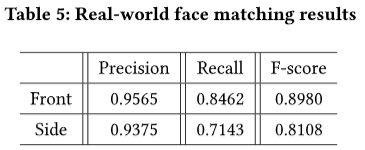 Table 5: Real-world face matching results
Precision Recall F-score
Front 0.9565 0.8462 0.8980
Side 0.9375 0.7143 0.8108